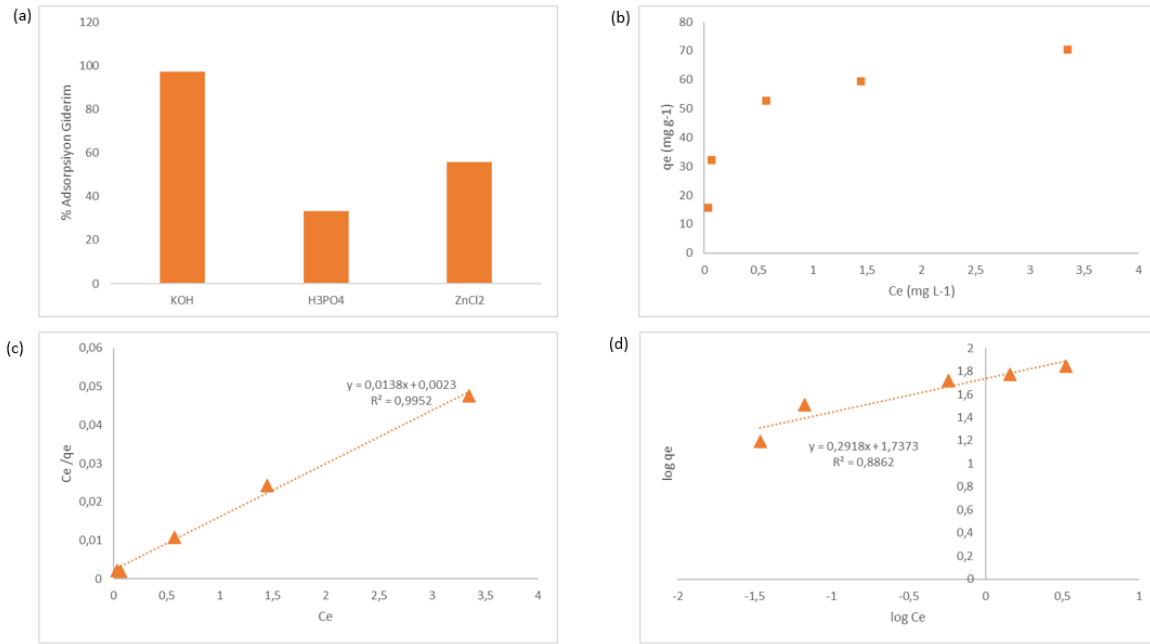 (a)
120
100
80
60
40
20
0
% Adsorpsiyon Giderim
KOH H3PO4 ZnCl2
(b)
80
70
60
50
40
30
20
10
0
qe (mg g-1)
0 0,5 1 1,5 2 2,5 3 3,5 4
Ce (mg L-1)
(c)
0,06
0,05
0,04
0,03
0,02
0,01
0
Ce /qe
y = 0,0138x + 0,0023
R² = 0,9952
0 0,5 1 1,5 2 2,5 3 3,5 4
Ce
(d)
2
1,8
1,6
1,4
1,2
1
0,8
0,6
0,4
0,2
0
log qe
y = 0,2918x + 1,7373
R² = 0,8862
-2 -1,5 -1 -0,5 0 0,5 1
log Ce